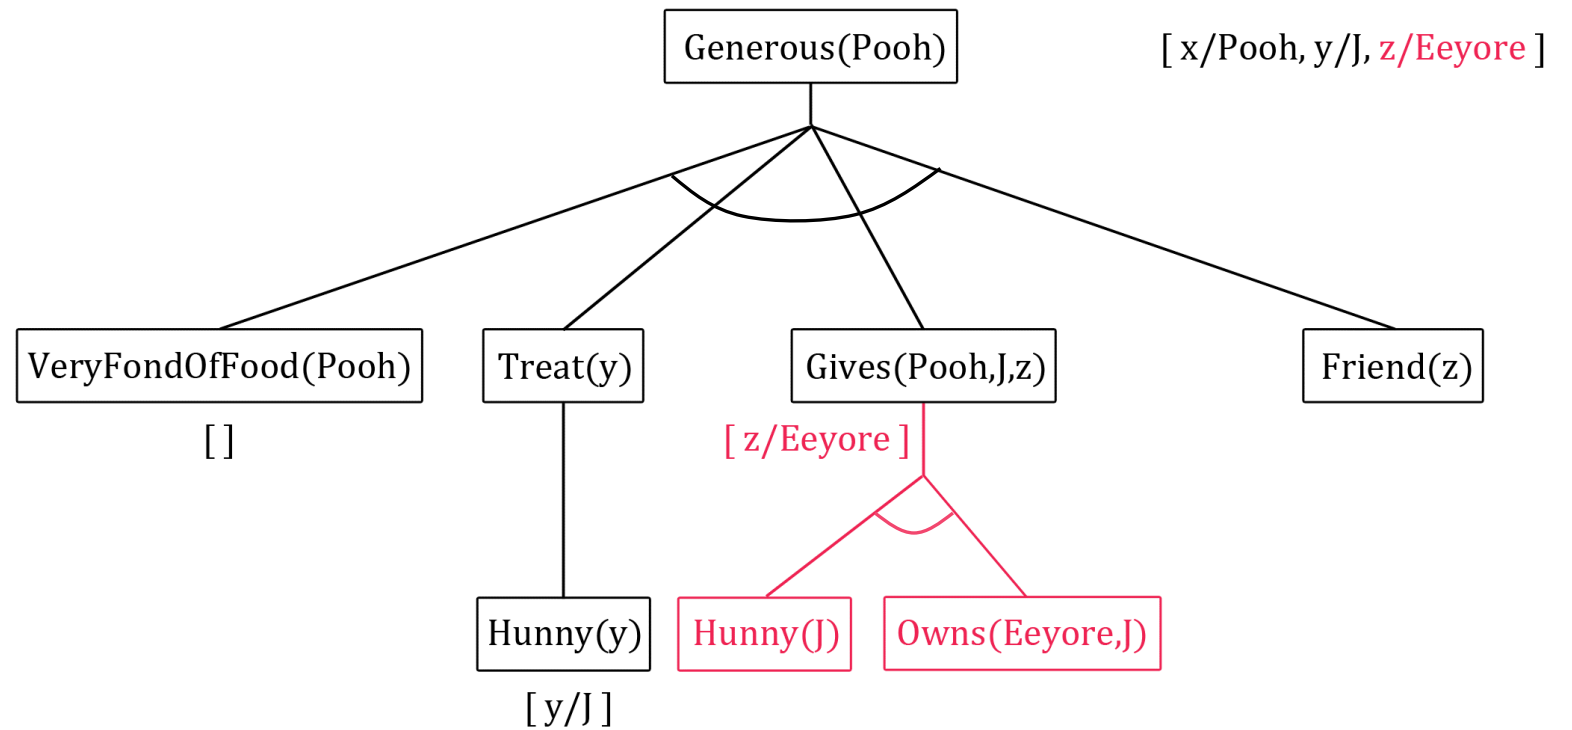 Generous(Pooh)
[ x/Pooh, y/J, z/Eeyore ]
VeryFondOfFood(Pooh)
Treat(y)
Gives(Pooh,J,z)
Friend(z)
[ ]
[ z/Eeyore ]
Hunny(y)
Hunny(J)
Owns(Eeyore,J)
[ y/J ]